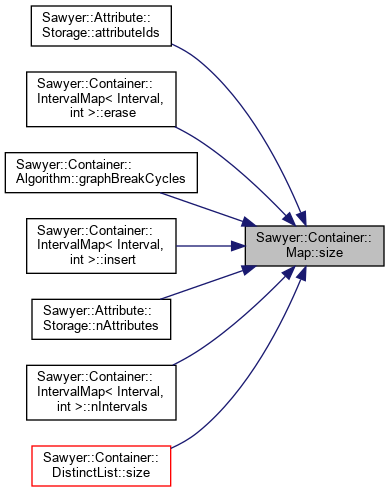 Sawyer::Attribute::
Storage::attributeIds
Sawyer::Container::
IntervalMap< Interval,
int >::erase
Sawyer::Container::
Algorithm::graphBreakCycles
Sawyer::Container::
IntervalMap< Interval,
int >::insert
Sawyer::Container::
Map::size
Sawyer::Attribute::
Storage::nAttributes
Sawyer::Container::
IntervalMap< Interval,
int >::nIntervals
Sawyer::Container::
DistinctList::size